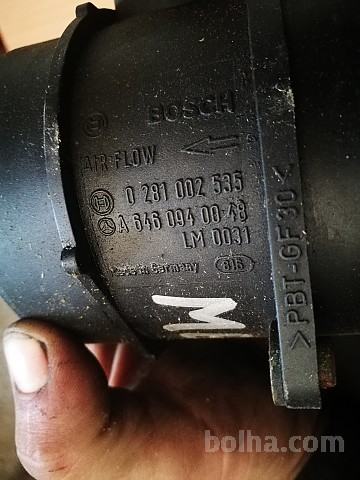 BOSCH
AIR-FLOW
0 281 002 535
A 646 094 00 48
LM 0031
Made in Germany
>PBT-GF30<
bolha.com